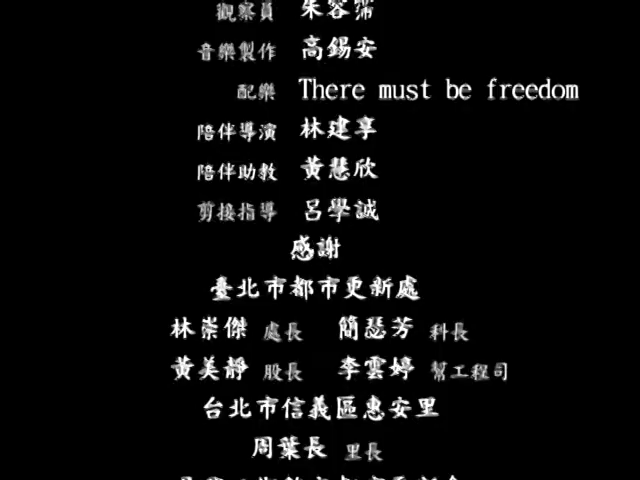 觀察員 朱容
音樂製作 高錫安
配樂 There must be freedom
陪伴導演 林建享
陪伴助教 黃慧欣
剪接指導 呂學誠
感謝
臺北市都市更新處
林崇傑 處長 簡瑟芳 科長
黃美靜 股長 李雲婷 幫工程司
台北市信義區惠安里
周葉長 里長